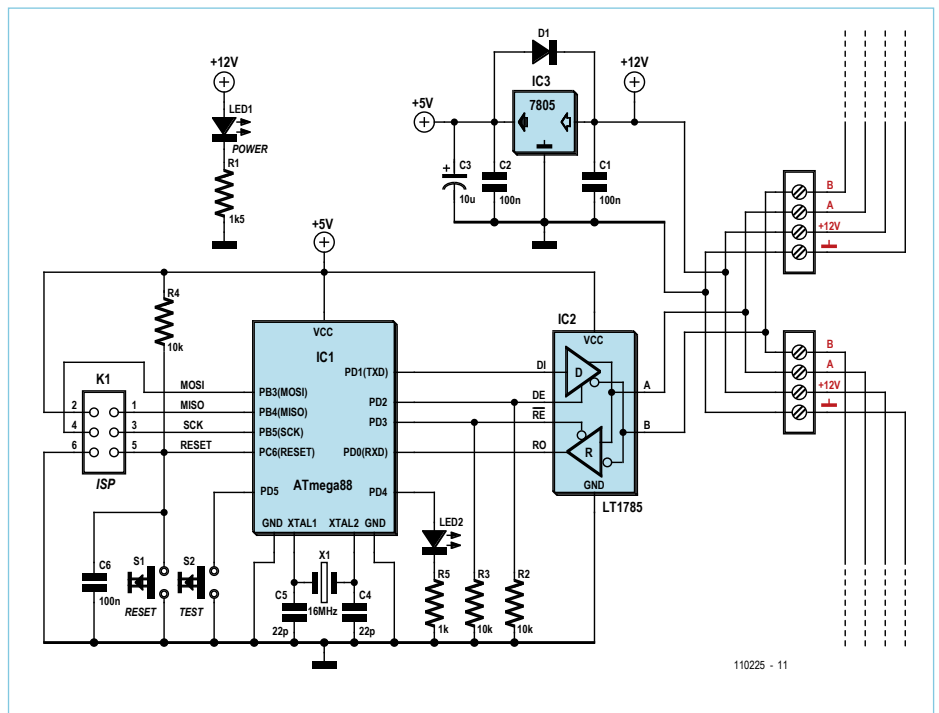 +12V
LED1
POWER
R1
1k5
D1
IC3
7805
+12V
+5V
+
C3
10u
C2
100n
C1
100n
B
A
+12V
+5V
R4
10k
VCC
IC1
PB3(MOSI)
PB4(MISO)
PB5(SCK)
PC6(RESET)
PD5
ATmega88
PD1(TXD)
PD2
PD3
PD0(RXD)
PD4
GND XTAL1 XTAL2 GND
K1
2 1
4 3
6 5
ISP
MOSI
MISO
SCK
RESET
IC2
VCC
DI
DE
RE
RO
D
R
A
B
GND
LT1785
B
A
+12V
LED2
C6
100n
S1
RESET
S2
TEST
X1
16MHz
C5
22p
C4
22p
R5
1k
R3
10k
R2
10k
110225 - 11